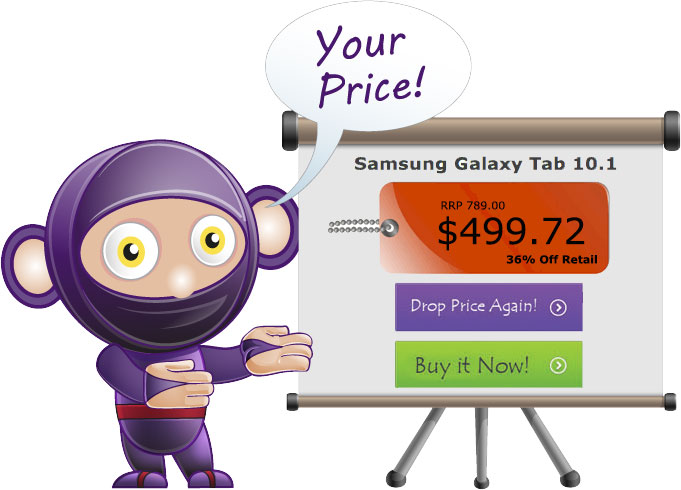 Your
Price!
Samsung Galaxy Tab 10.1
RRP 789.00
$499.72
36% Off Retail
Drop Price Again!
Buy it Now!